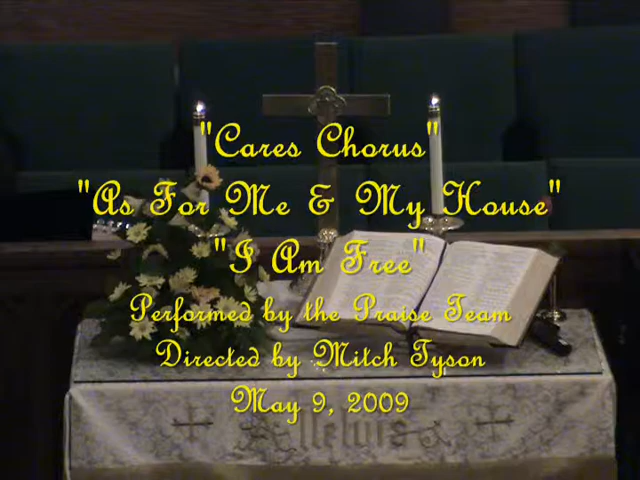 "Cares Chorus"
"As For Me & My House"
"I Am Free"
Performed by the Praise Team
Directed by Mitch Tyson
May 9, 2009
Alleluia